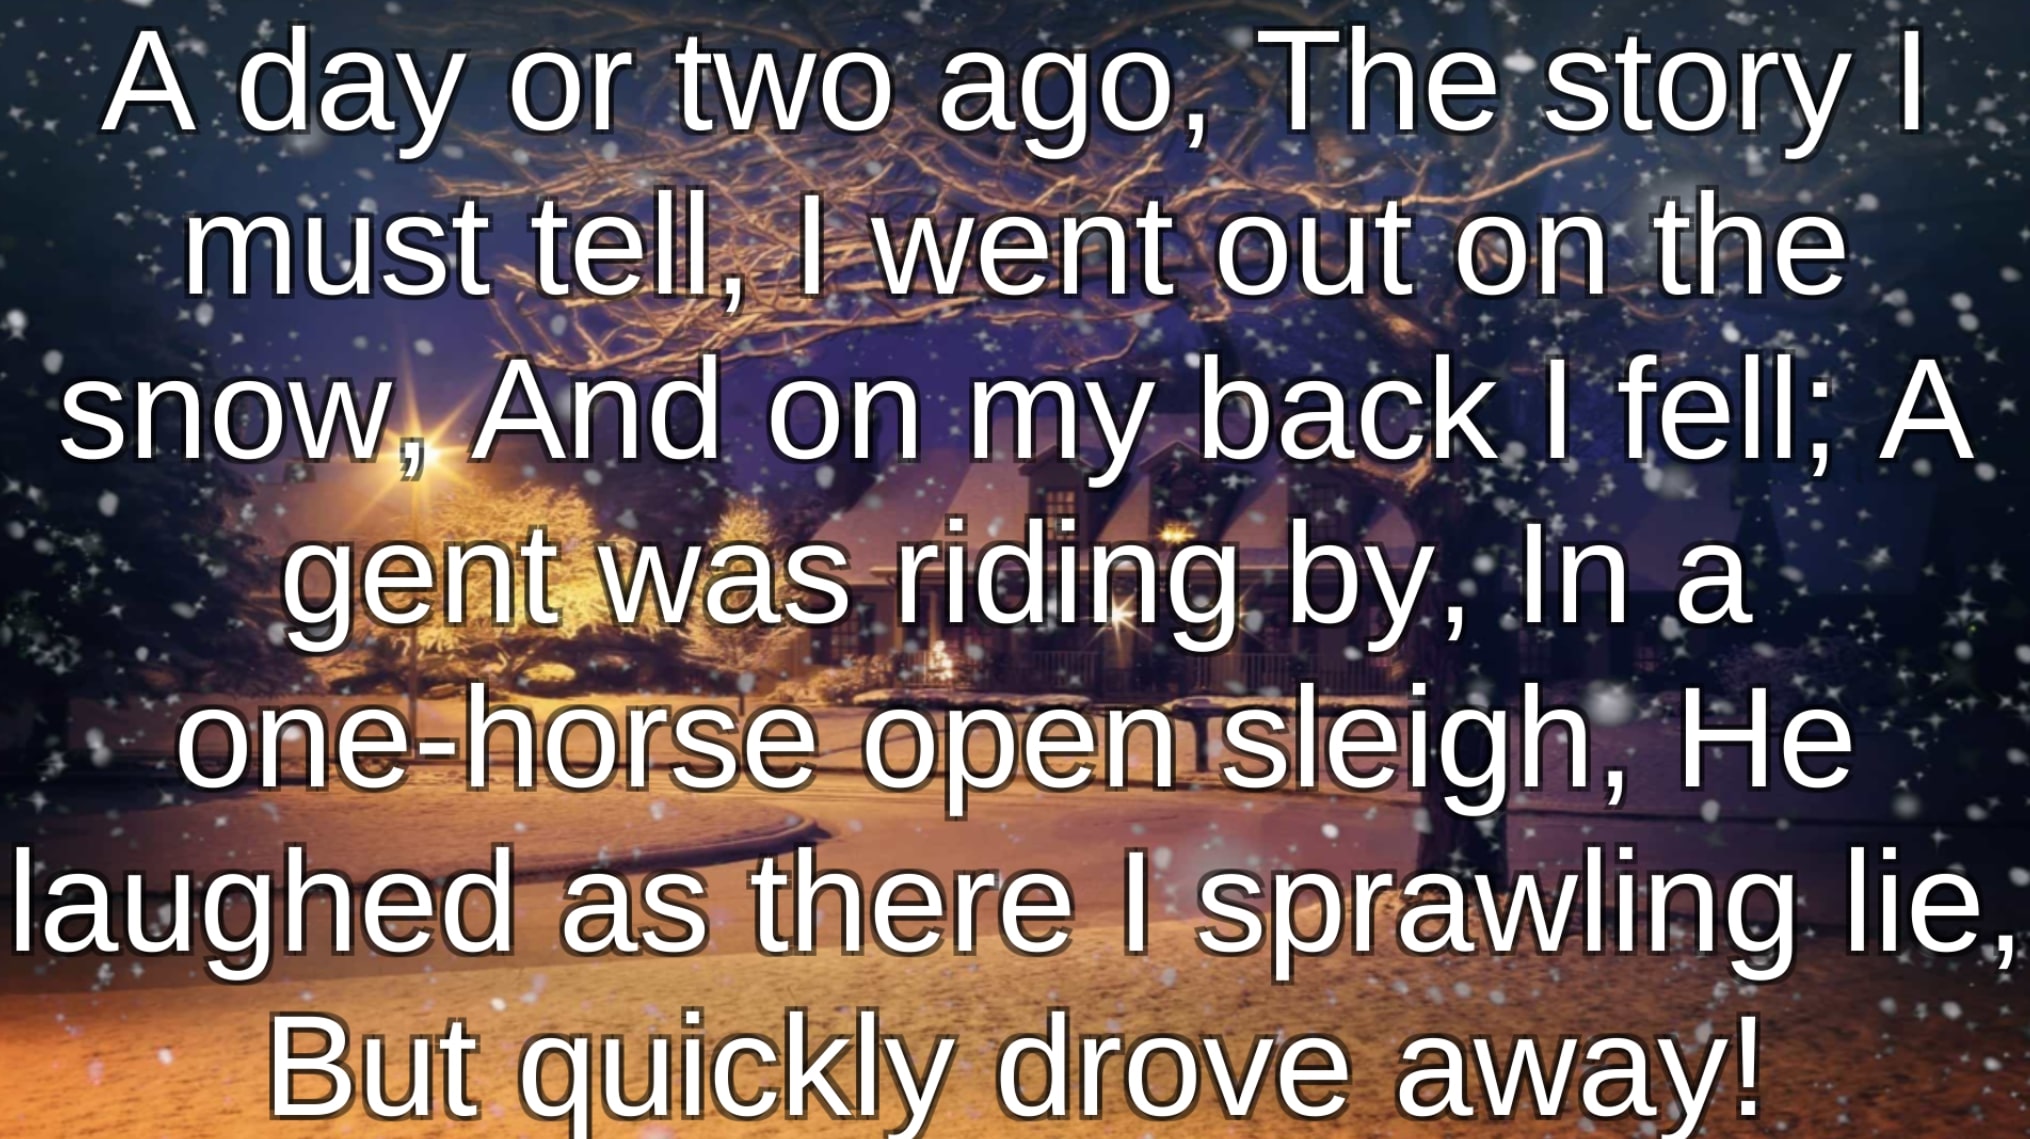 A day or two ago, The story I
must tell, I went out on the
snow, And on my back I fell; A
gent was riding by, In a
one-horse open sleigh, He
laughed as there I sprawling lie,
But quickly drove away!